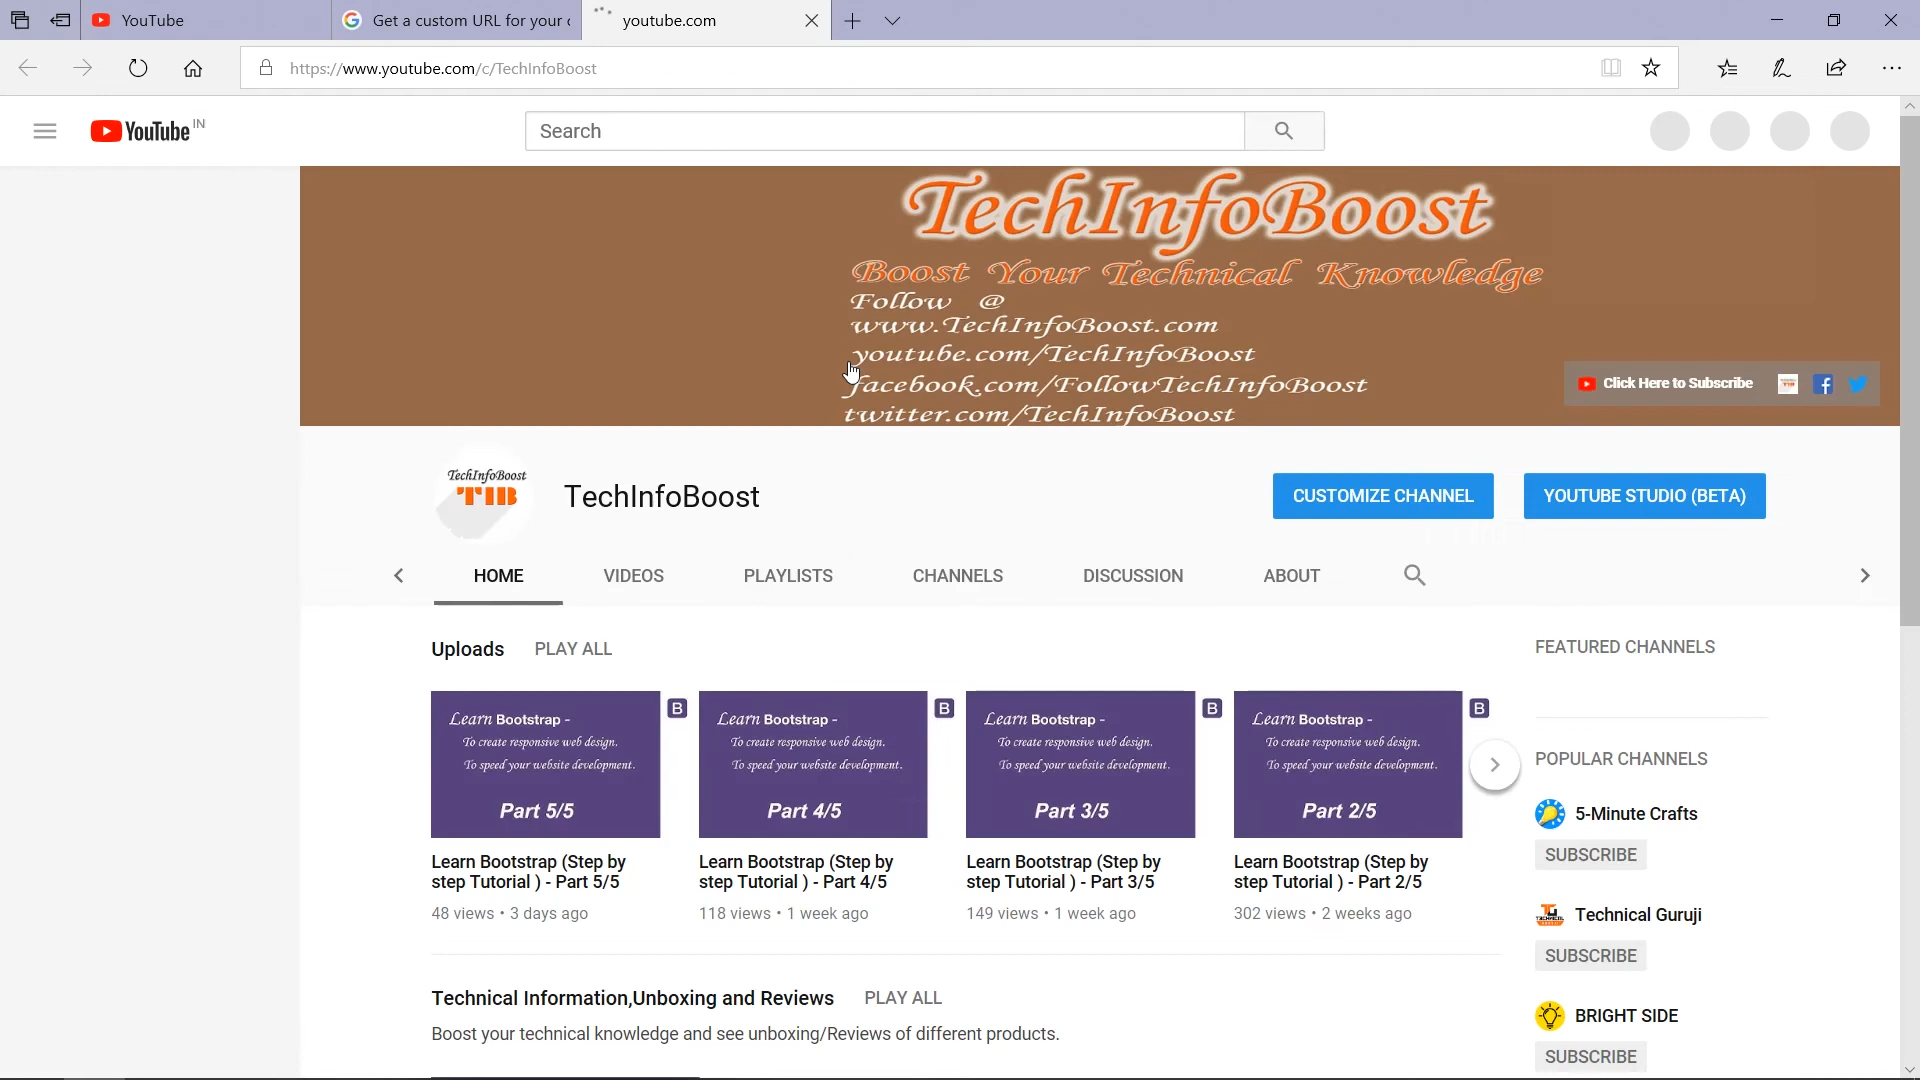 YouTube
Get a custom URL for your c
youtube.com
https://www.youtube.com/c/TechInfoBoost
YouTube IN
Search
TechInfoBoost
Boost Your Technical Knowledge
Follow @
www.TechInfoBoost.com
youtube.com/TechInfoBoost
facebook.com/FollowTechInfoBoost
twitter.com/TechInfoBoost
Click Here to Subscribe
TechInfoBoost
TIB
TechInfoBoost
CUSTOMIZE CHANNEL
YOUTUBE STUDIO (BETA)
HOME
VIDEOS
PLAYLISTS
CHANNELS
DISCUSSION
ABOUT
Uploads PLAY ALL
Learn Bootstrap -
To create responsive web design.
To speed your website development.
Part 5/5
B
Learn Bootstrap (Step by
step Tutorial ) - Part 5/5
48 views • 3 days ago
Learn Bootstrap -
To create responsive web design.
To speed your website development.
Part 4/5
B
Learn Bootstrap (Step by
step Tutorial ) - Part 4/5
118 views • 1 week ago
Learn Bootstrap -
To create responsive web design.
To speed your website development.
Part 3/5
B
Learn Bootstrap (Step by
step Tutorial ) - Part 3/5
149 views • 1 week ago
Learn Bootstrap -
To create responsive web design.
To speed your website development.
Part 2/5
B
Learn Bootstrap (Step by
step Tutorial ) - Part 2/5
302 views • 2 weeks ago
Technical Information,Unboxing and Reviews PLAY ALL
Boost your technical knowledge and see unboxing/Reviews of different products.
FEATURED CHANNELS
POPULAR CHANNELS
5-Minute Crafts
SUBSCRIBE
Technical Guruji
SUBSCRIBE
BRIGHT SIDE
SUBSCRIBE